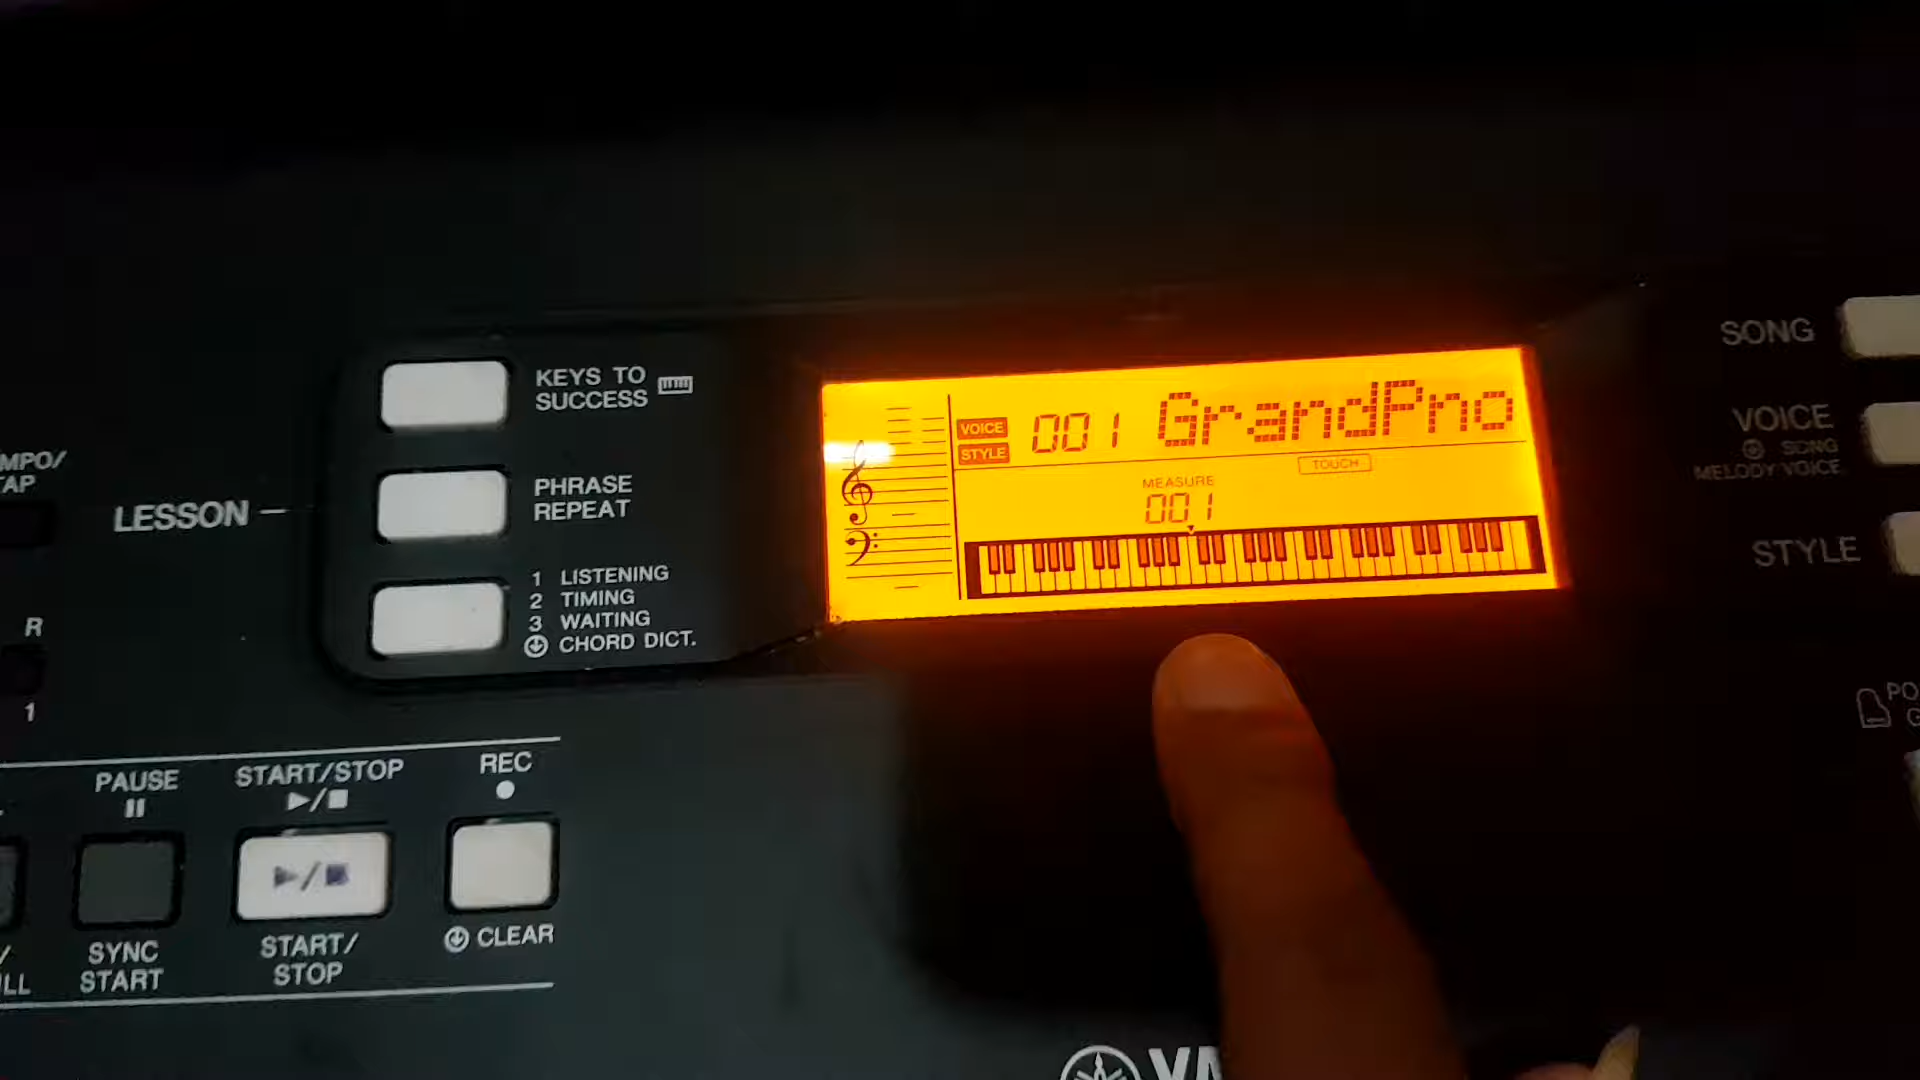 KEYS TO
SUCCESS
PHRASE
REPEAT
LESSON
1 LISTENING
2 TIMING
3 WAITING
CHORD DICT.
MPO/
AP
R
1
VOICE
STYLE
001 GrandPno
TOUCH
MEASURE
001
SONG
VOICE
SONG
MELODY VOICE
STYLE
PO
G
PAUSE
START/STOP
REC
SYNC
START
START/
STOP
CLEAR
/
LL
YA